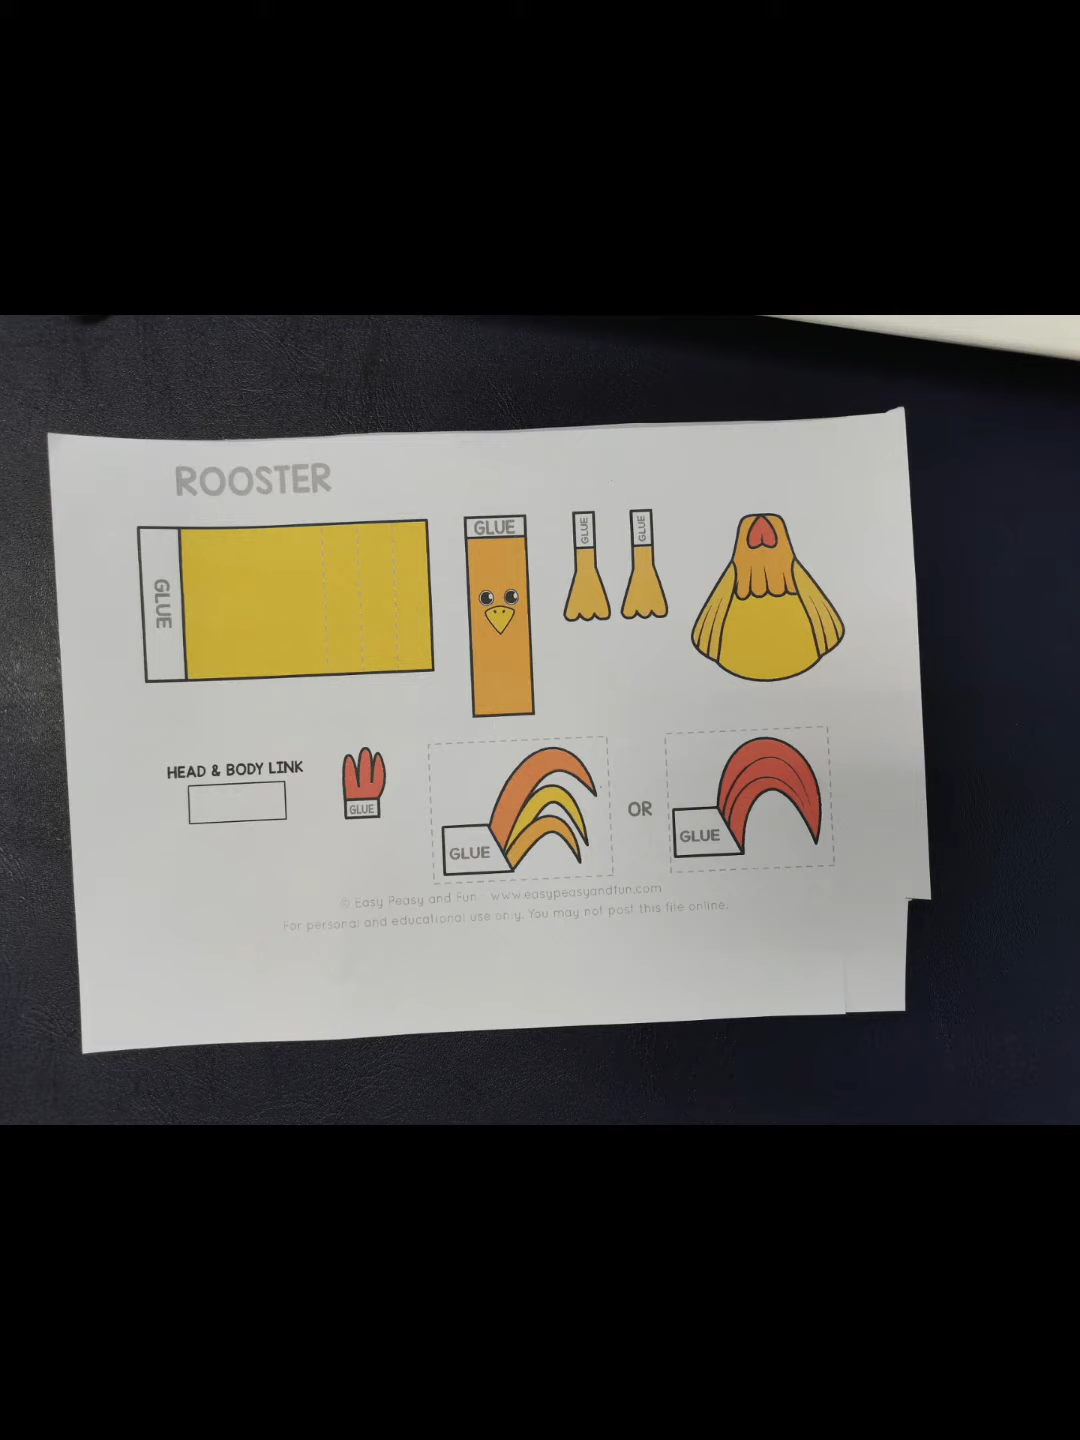 ROOSTER
GLUE
GLUE
GLUE
GLUE
HEAD & BODY LINK
GLUE
GLUE
OR
GLUE
© Easy Peasy and Fun www.easypeasyandfun.com
For personal and educational use only. You may not post this file online.